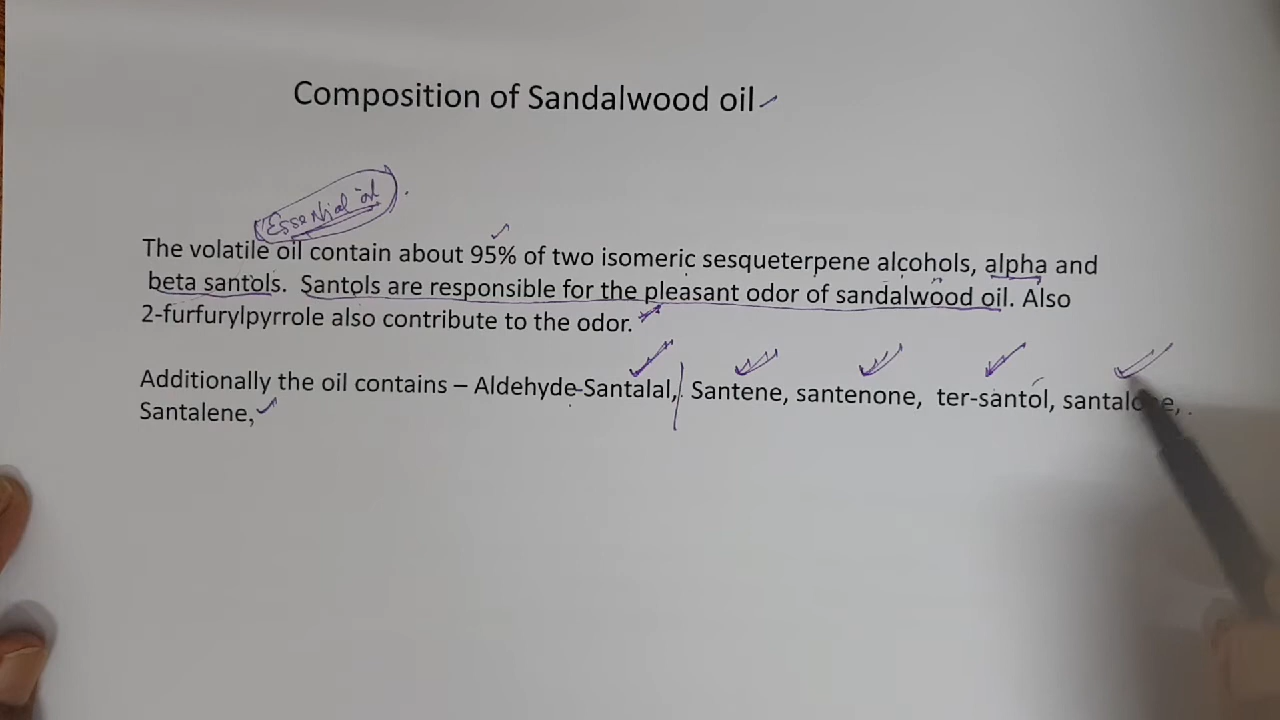 Composition of Sandalwood oil
Essential oil
The volatile oil contain about 95% of two isomeric sesqueterpene alcohols, alpha and
beta santols. Santols are responsible for the pleasant odor of sandalwood oil. Also
2-furfurylpyrrole also contribute to the odor.
Additionally the oil contains – Aldehyde-Santalal, Santene, santenone, ter-santol,
Santalene,